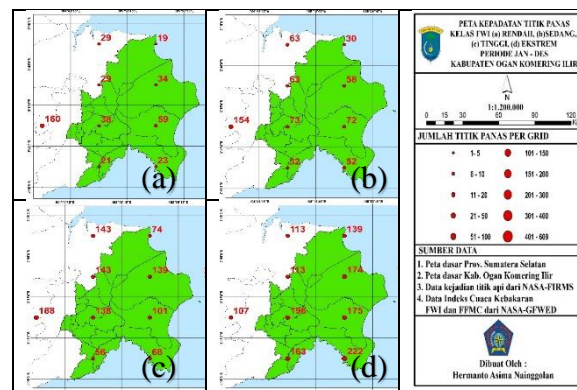 29
19
29
34
160
38
59
21
23
(a)
63
30
63
58
154
73
72
52
52
(b)
143
74
143
139
188
138
101
56
68
(c)
113
139
113
174
107
196
175
163
222
(d)
PETA KEPADATAN TITIK PANAS
KELAS FWI (a) RENDAH, (b)SEDANG,
(c) TINGGI, (d) EKSTREM
PERIODE JAN - DES
KABUPATEN OGAN KOMERING ILIR
N
1:1.200.000
0 15 30 60 90 120
JUMLAH TITIK PANAS PER GRID
1- 5
101 - 150
6 - 10
151 - 200
11 - 20
201 - 300
21 - 50
301 - 400
51 - 100
401 - 609
SUMBER DATA
1. Peta dasar Prov. Sumatera Selatan
2. Peta dasar Kab. Ogan Komering Ilir
3. Data kejadian titik api dari NASA-FIRMS
4. Data Indeks Cuaca Kebakaran
FWI dan FFMC dari NASA-GFWED
Dibuat Oleh :
Hermanto Asima Nainggolan